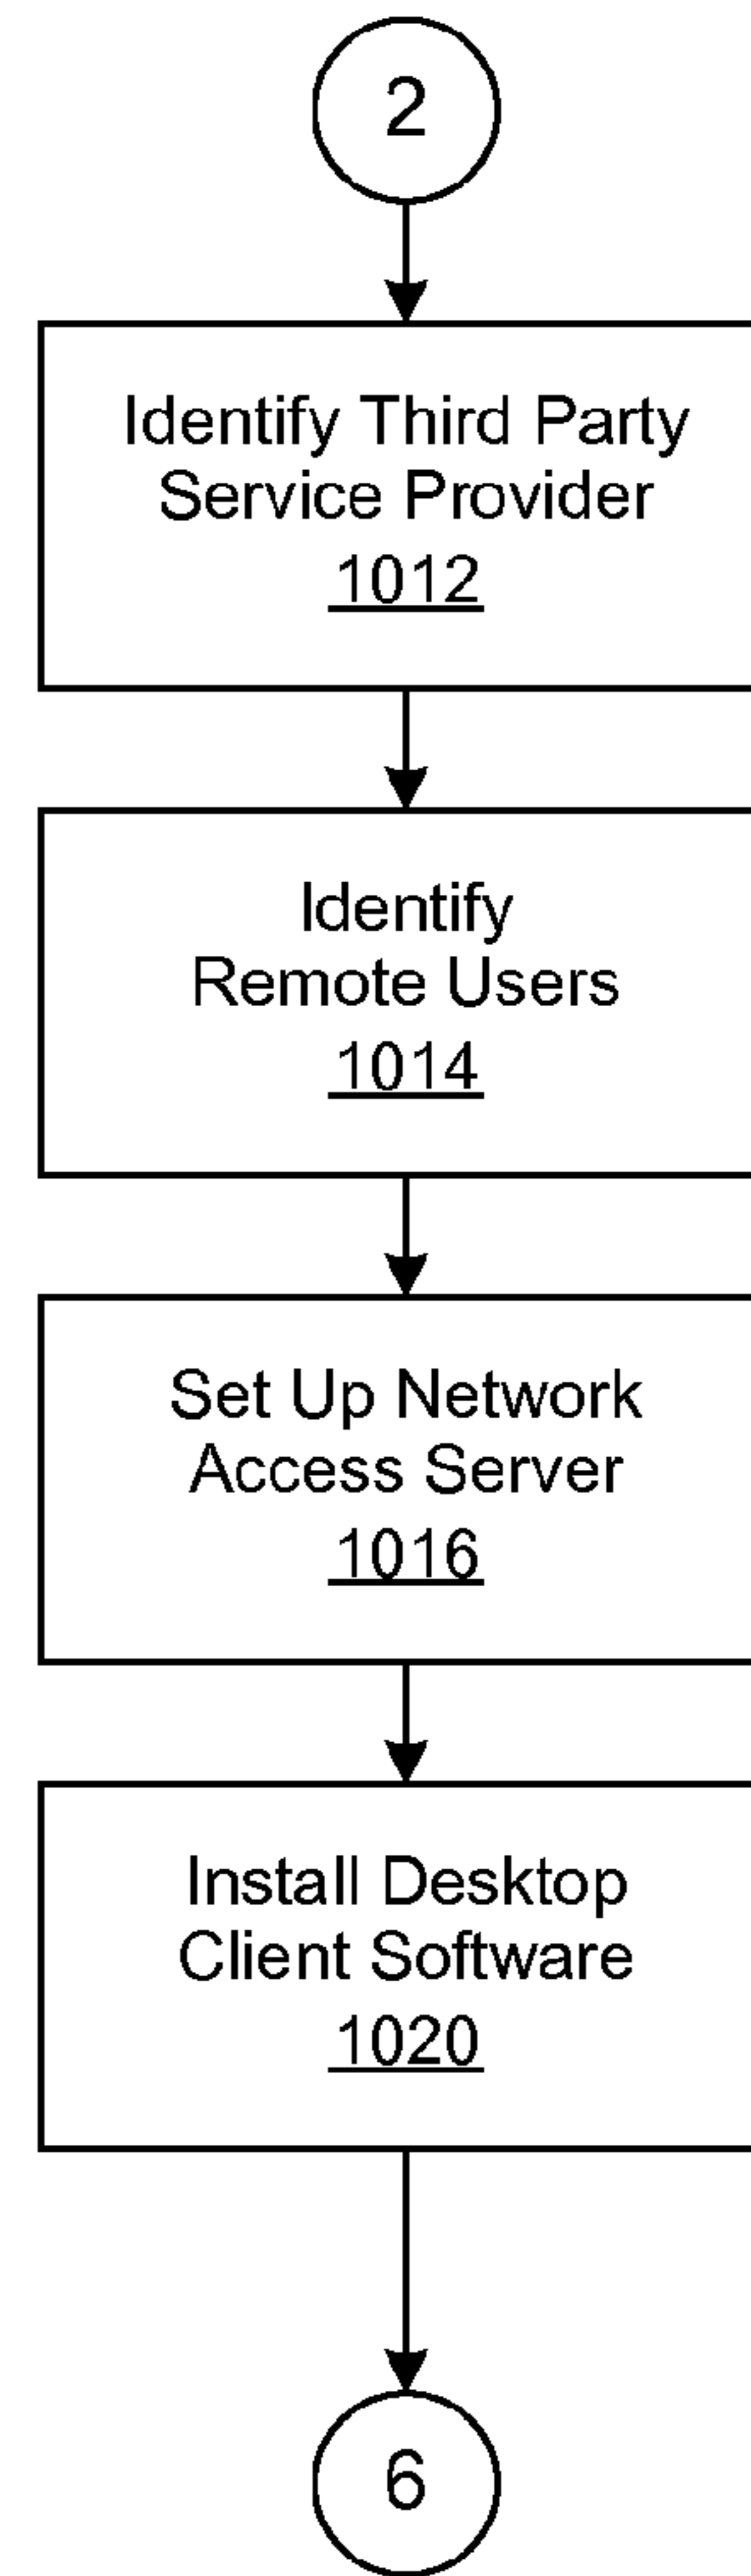 2
Identify Third Party
Service Provider
1012
Identify
Remote Users
1014
Set Up Network
Access Server
1016
Install Desktop
Client Software
1020
6